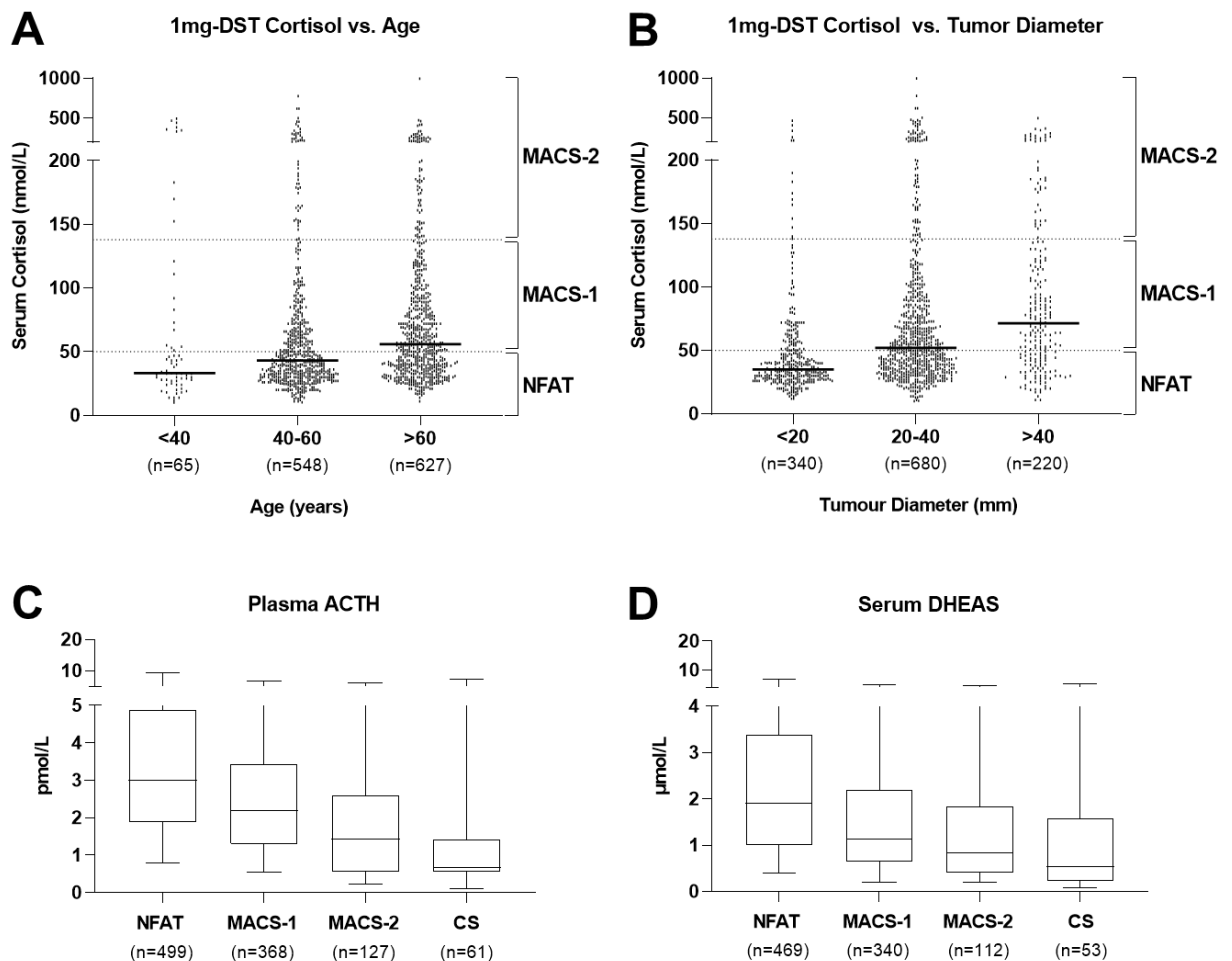 A
1mg-DST Cortisol vs. Age
Serum Cortisol (nmol/L)
1000
500
200
150
100
50
0
MACS-2
MACS-1
NFAT
<40
40-60
>60
(n=65)
(n=548)
(n=627)
Age (years)
B
1mg-DST Cortisol vs. Tumor Diameter
Serum Cortisol (nmol/L)
1000
500
200
150
100
50
0
MACS-2
MACS-1
NFAT
<20
20-40
>40
(n=340)
(n=680)
(n=220)
Tumour Diameter (mm)
C
Plasma ACTH
pmol/L
20
10
5
4
3
2
1
0
NFAT
MACS-1
MACS-2
CS
(n=499)
(n=368)
(n=127)
(n=61)
D
Serum DHEAS
µmol/L
20
10
4
3
2
1
0
NFAT
MACS-1
MACS-2
CS
(n=469)
(n=340)
(n=112)
(n=53)